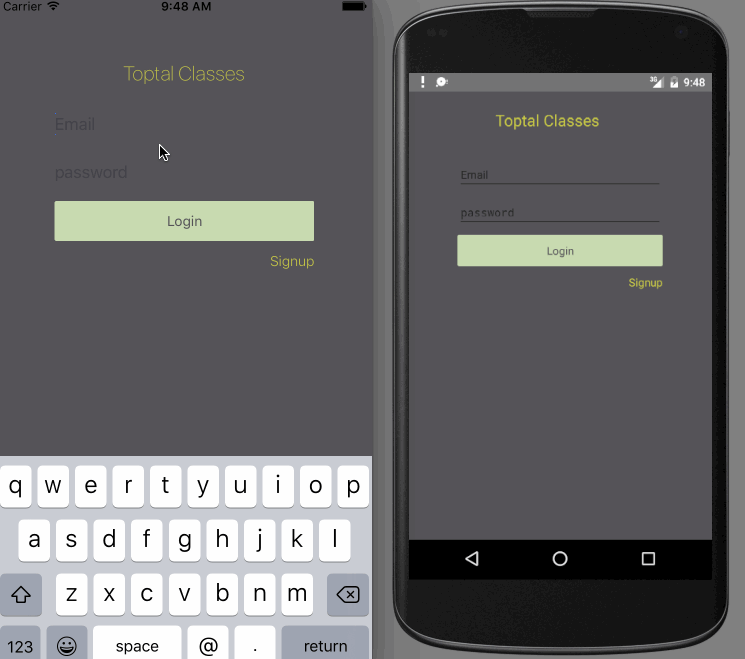 Carrier 9:48 AM
Toptal Classes
Email
password
Login
Signup
q w e r t y u i o p
a s d f g h j k l
z x c v b n m
123 space @ . return
3G 9:48
Toptal Classes
Email
password
Login
Signup